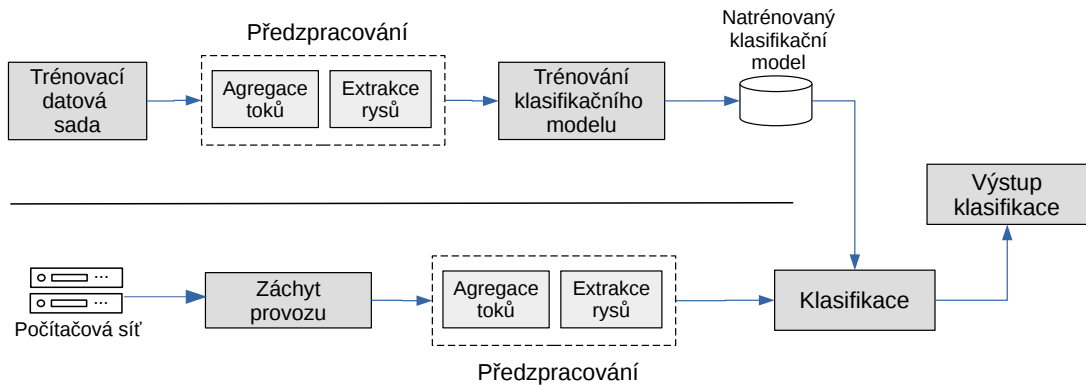 Předzpracování
Trénovací
datová
sada
Agregace
toků
Extrakce
rysů
Trénování
klasifikačního
modelu
Natrénovaný
klasifikační
model
Výstup
klasifikace
Počítačová síť
Záchyt
provozu
Agregace
toků
Extrakce
rysů
Předzpracování
Klasifikace